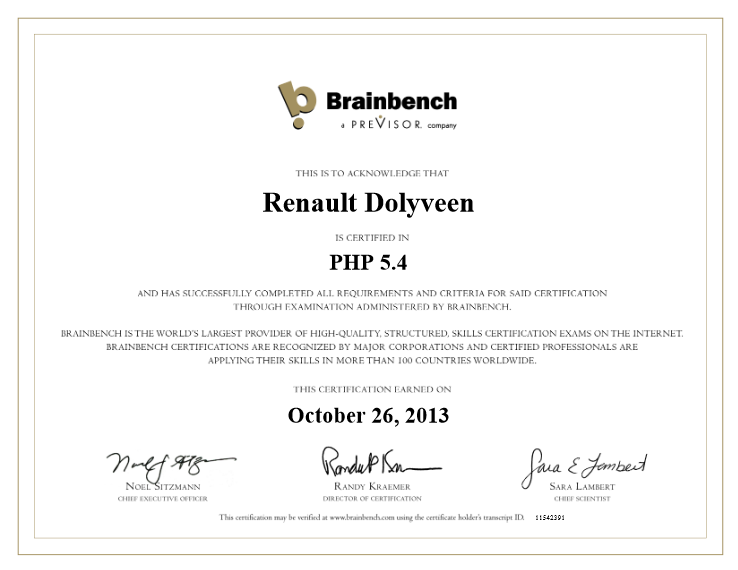 Brainbench
a PREVISOR. company
THIS IS TO ACKNOWLEDGE THAT
Renault Dolyveen
IS CERTIFIED IN
PHP 5.4
AND HAS SUCCESSFULLY COMPLETED ALL REQUIREMENTS AND CRITERIA FOR SAID CERTIFICATION
THROUGH EXAMINATION ADMINISTERED BY BRAINBENCH.
BRAINBENCH IS THE WORLD'S LARGEST PROVIDER OF HIGH-QUALITY, STRUCTURED, SKILLS CERTIFICATION EXAMS ON THE INTERNET.
BRAINBENCH CERTIFICATIONS ARE RECOGNIZED BY MAJOR CORPORATIONS AND CERTIFIED PROFESSIONALS ARE
APPLYING THEIR SKILLS IN MORE THAN 100 COUNTRIES WORLDWIDE.
THIS CERTIFICATION EARNED ON
October 26, 2013
Sara E Lambert
NOEL SITZMANN
RANDY KRAEMER
SARA LAMBERT
CHIEF EXECUTIVE OFFICER
DIRECTOR OF CERTIFICATION
CHIEF SCIENTIST
This certification may be verified at www.brainbench.com using the certificate holder's transcript ID. 11542391